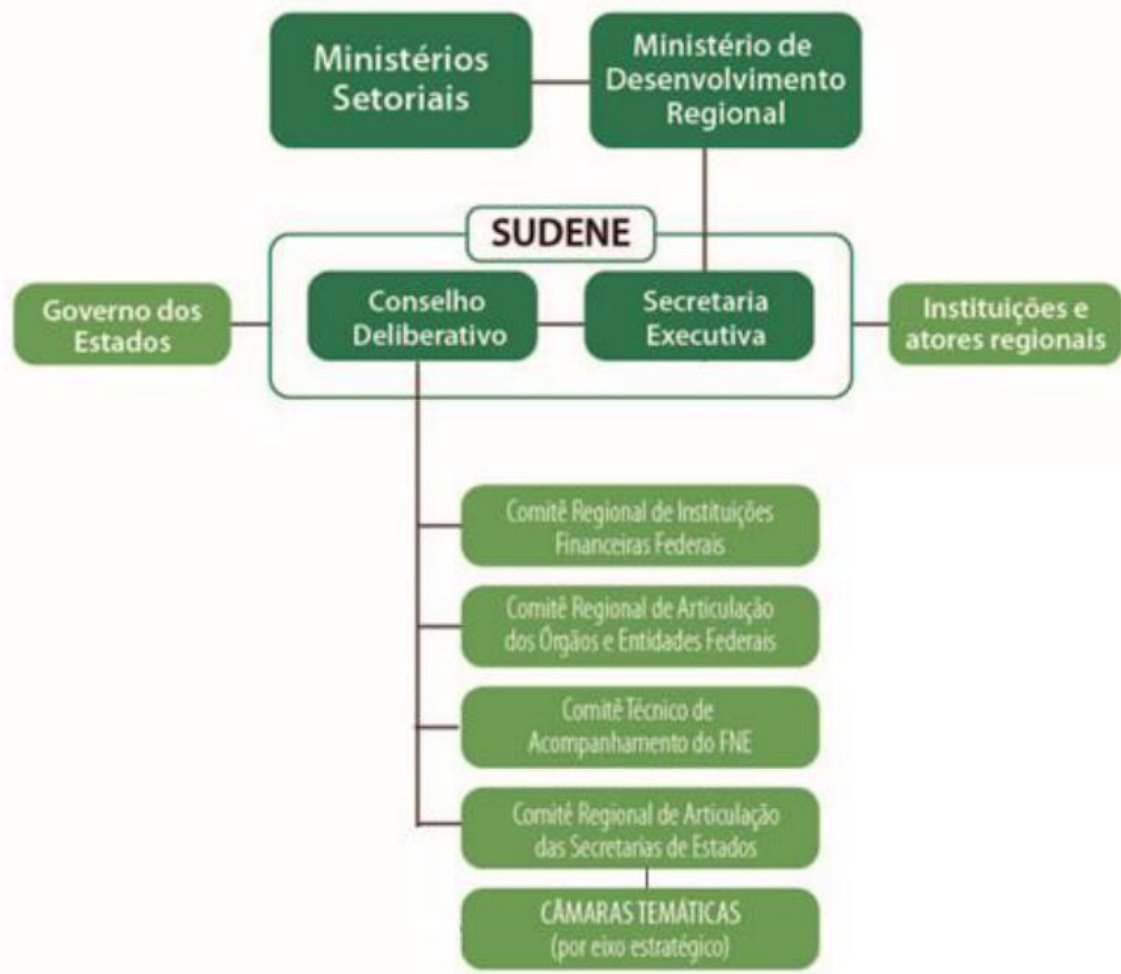 Ministérios
Setoriais
Ministério de
Desenvolvimento
Regional
SUDENE
Governo dos
Estados
Conselho
Deliberativo
Secretaria
Executiva
Instituições e
atores regionais
Comitê Regional de Instituições
Financeiras Federais
Comitê Regional de Articulação
dos Órgãos e Entidades Federais
Comitê Técnico de
Acompanhamento do FNE
Comitê Regional de Articulação
das Secretarias de Estados
CÂMARAS TEMÁTICAS
(por eixo estratégico)